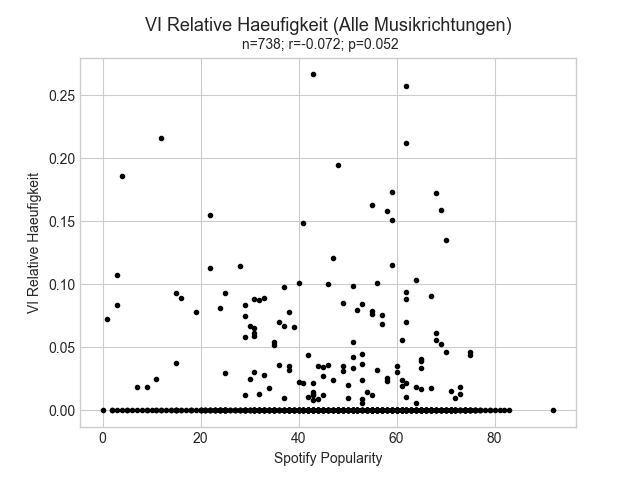 VI Relative Haeufigkeit (Alle Musikrichtungen)
n=738; r=-0.072; p=0.052
VI Relative Haeufigkeit
0.25
0.20
0.15
0.10
0.05
0.00
0 20 40 60 80
Spotify Popularity